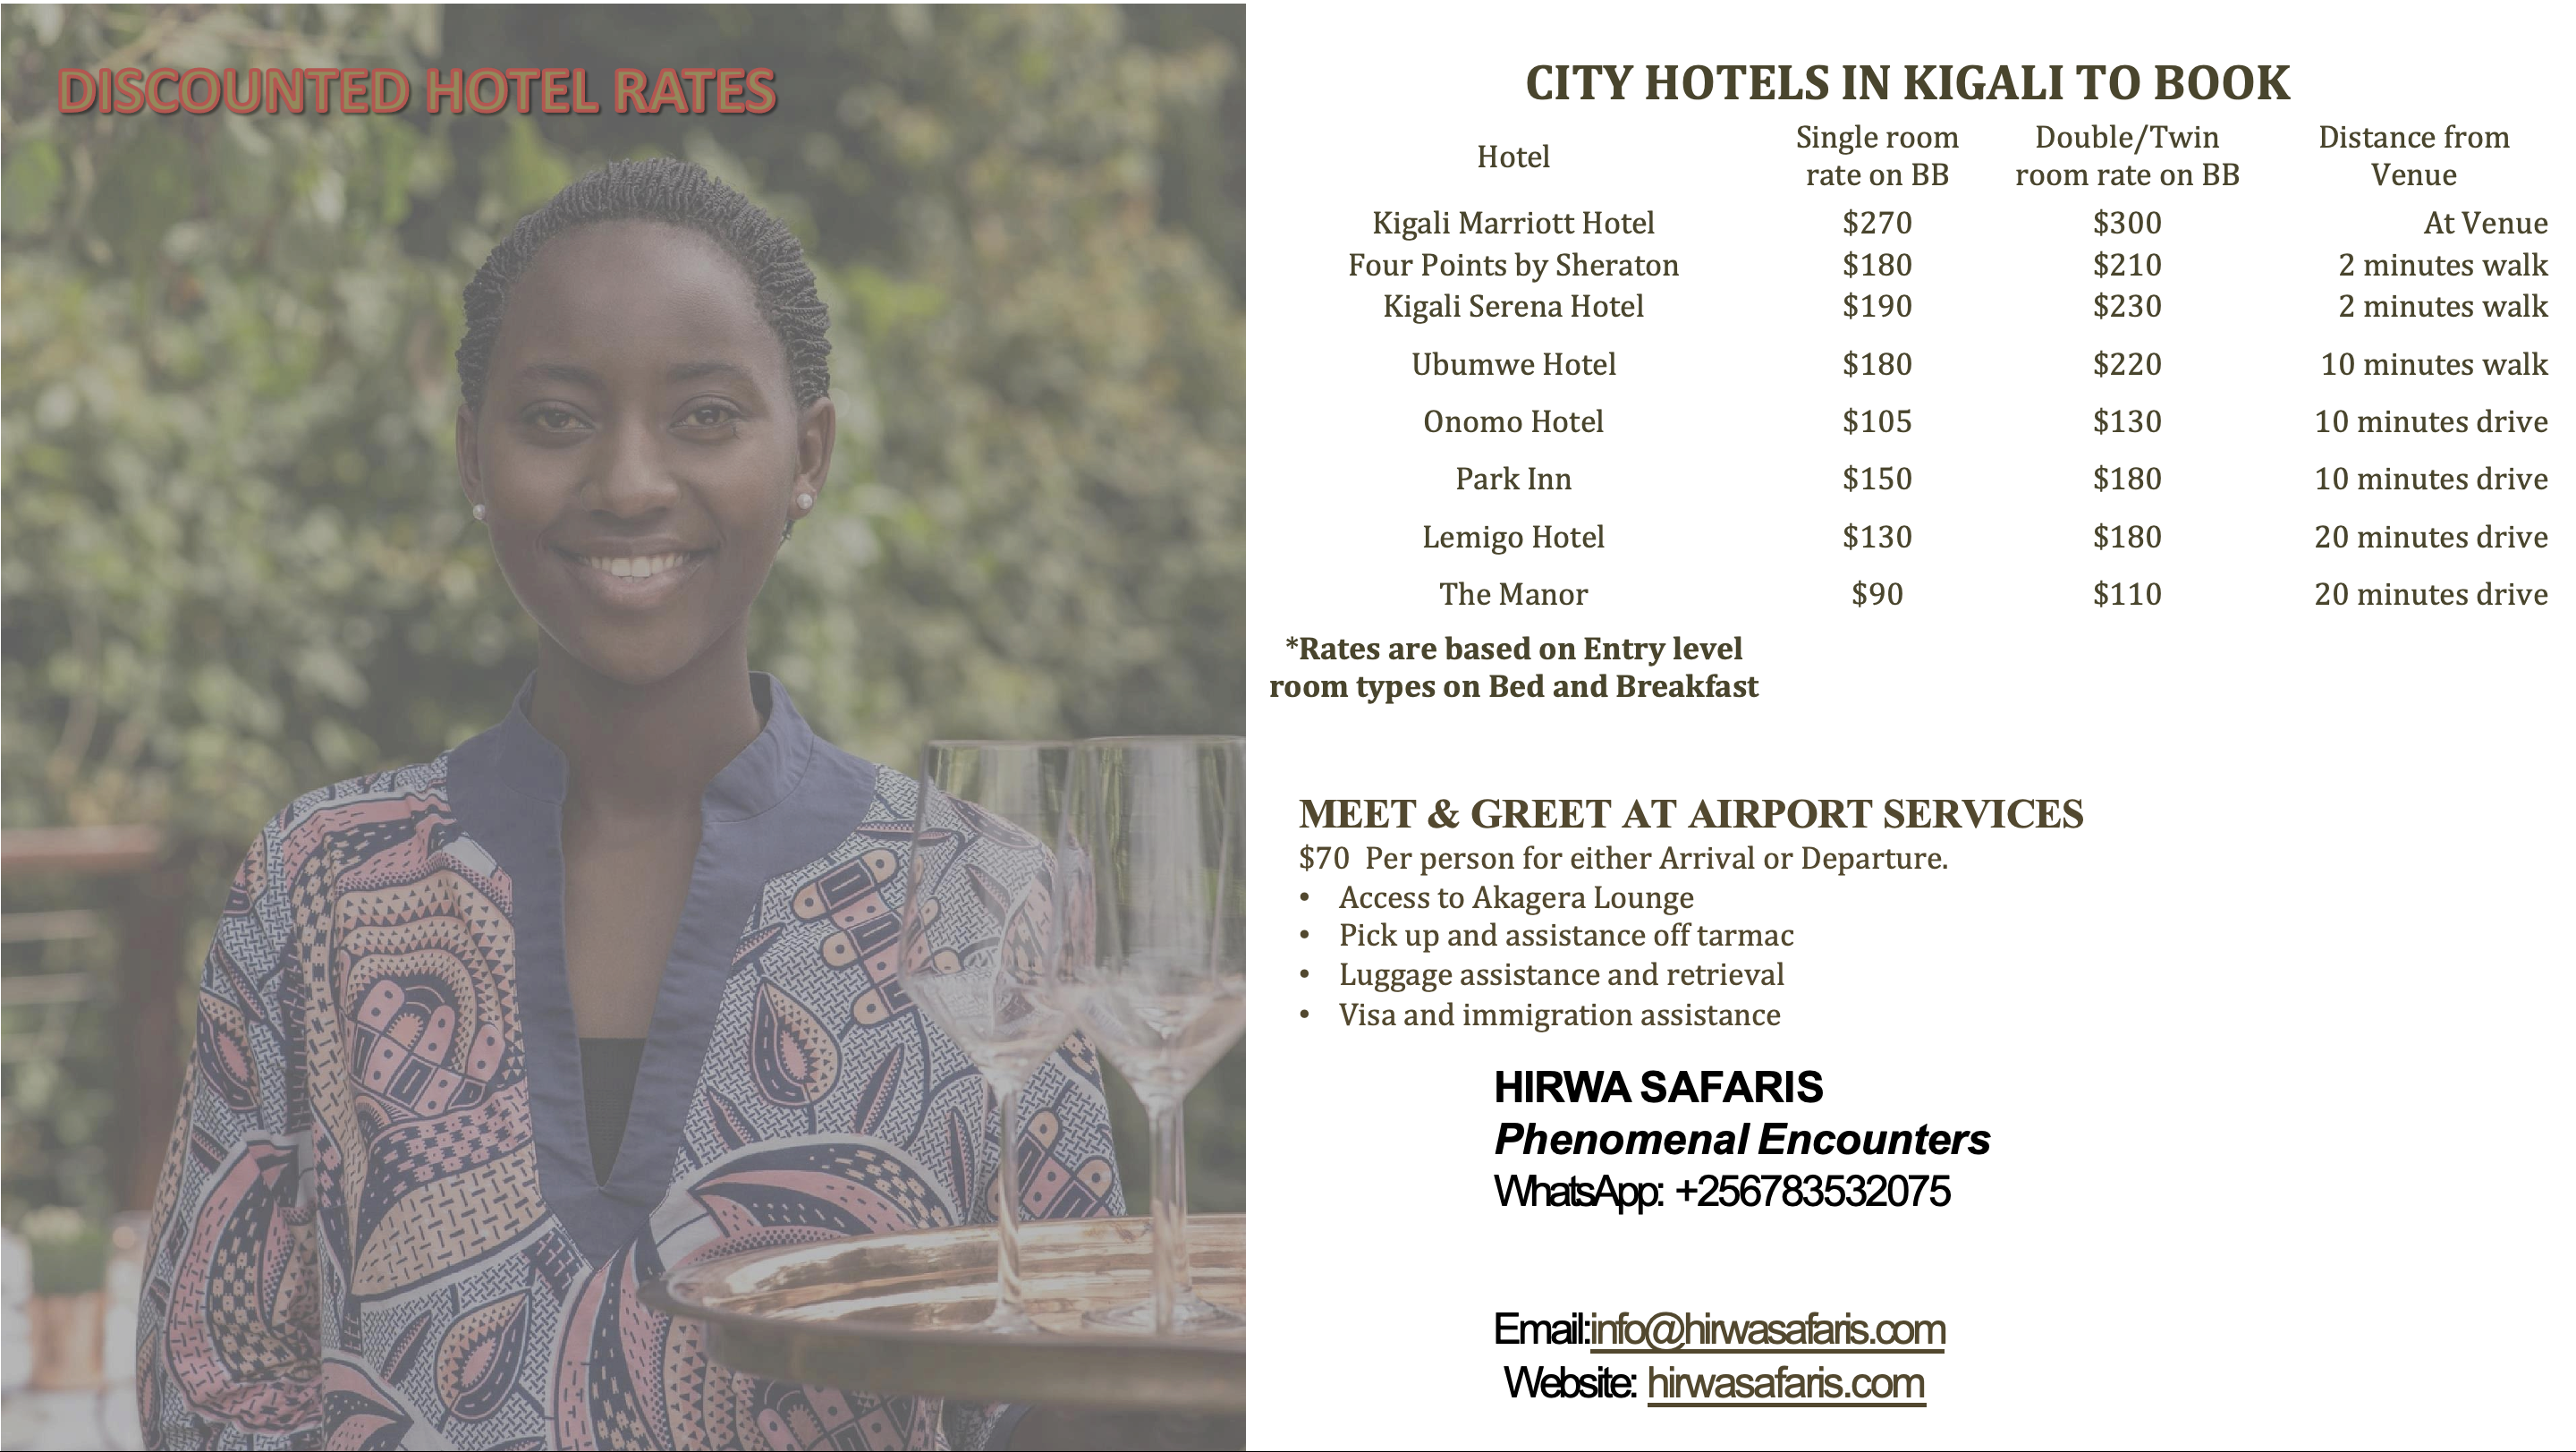 DISCOUNTED HOTEL RATES
CITY HOTELS IN KIGALI TO BOOK
Hotel Single room rate on BB Double/Twin room rate on BB Distance from Venue
Kigali Marriott Hotel $270 $300 At Venue
Four Points by Sheraton $180 $210 2 minutes walk
Kigali Serena Hotel $190 $230 2 minutes walk
Ubumwe Hotel $180 $220 10 minutes walk
Onomo Hotel $105 $130 10 minutes drive
Park Inn $150 $180 10 minutes drive
Lemigo Hotel $130 $180 20 minutes drive
The Manor $90 $110 20 minutes drive
*Rates are based on Entry level
room types on Bed and Breakfast
MEET & GREET AT AIRPORT SERVICES
$70 Per person for either Arrival or Departure.
• Access to Akagera Lounge
• Pick up and assistance off tarmac
• Luggage assistance and retrieval
• Visa and immigration assistance
HIRWA SAFARIS
Phenomenal Encounters
WhatsApp: +256783532075
Email:info@hirwasafaris.com
Website: hirwasafaris.com